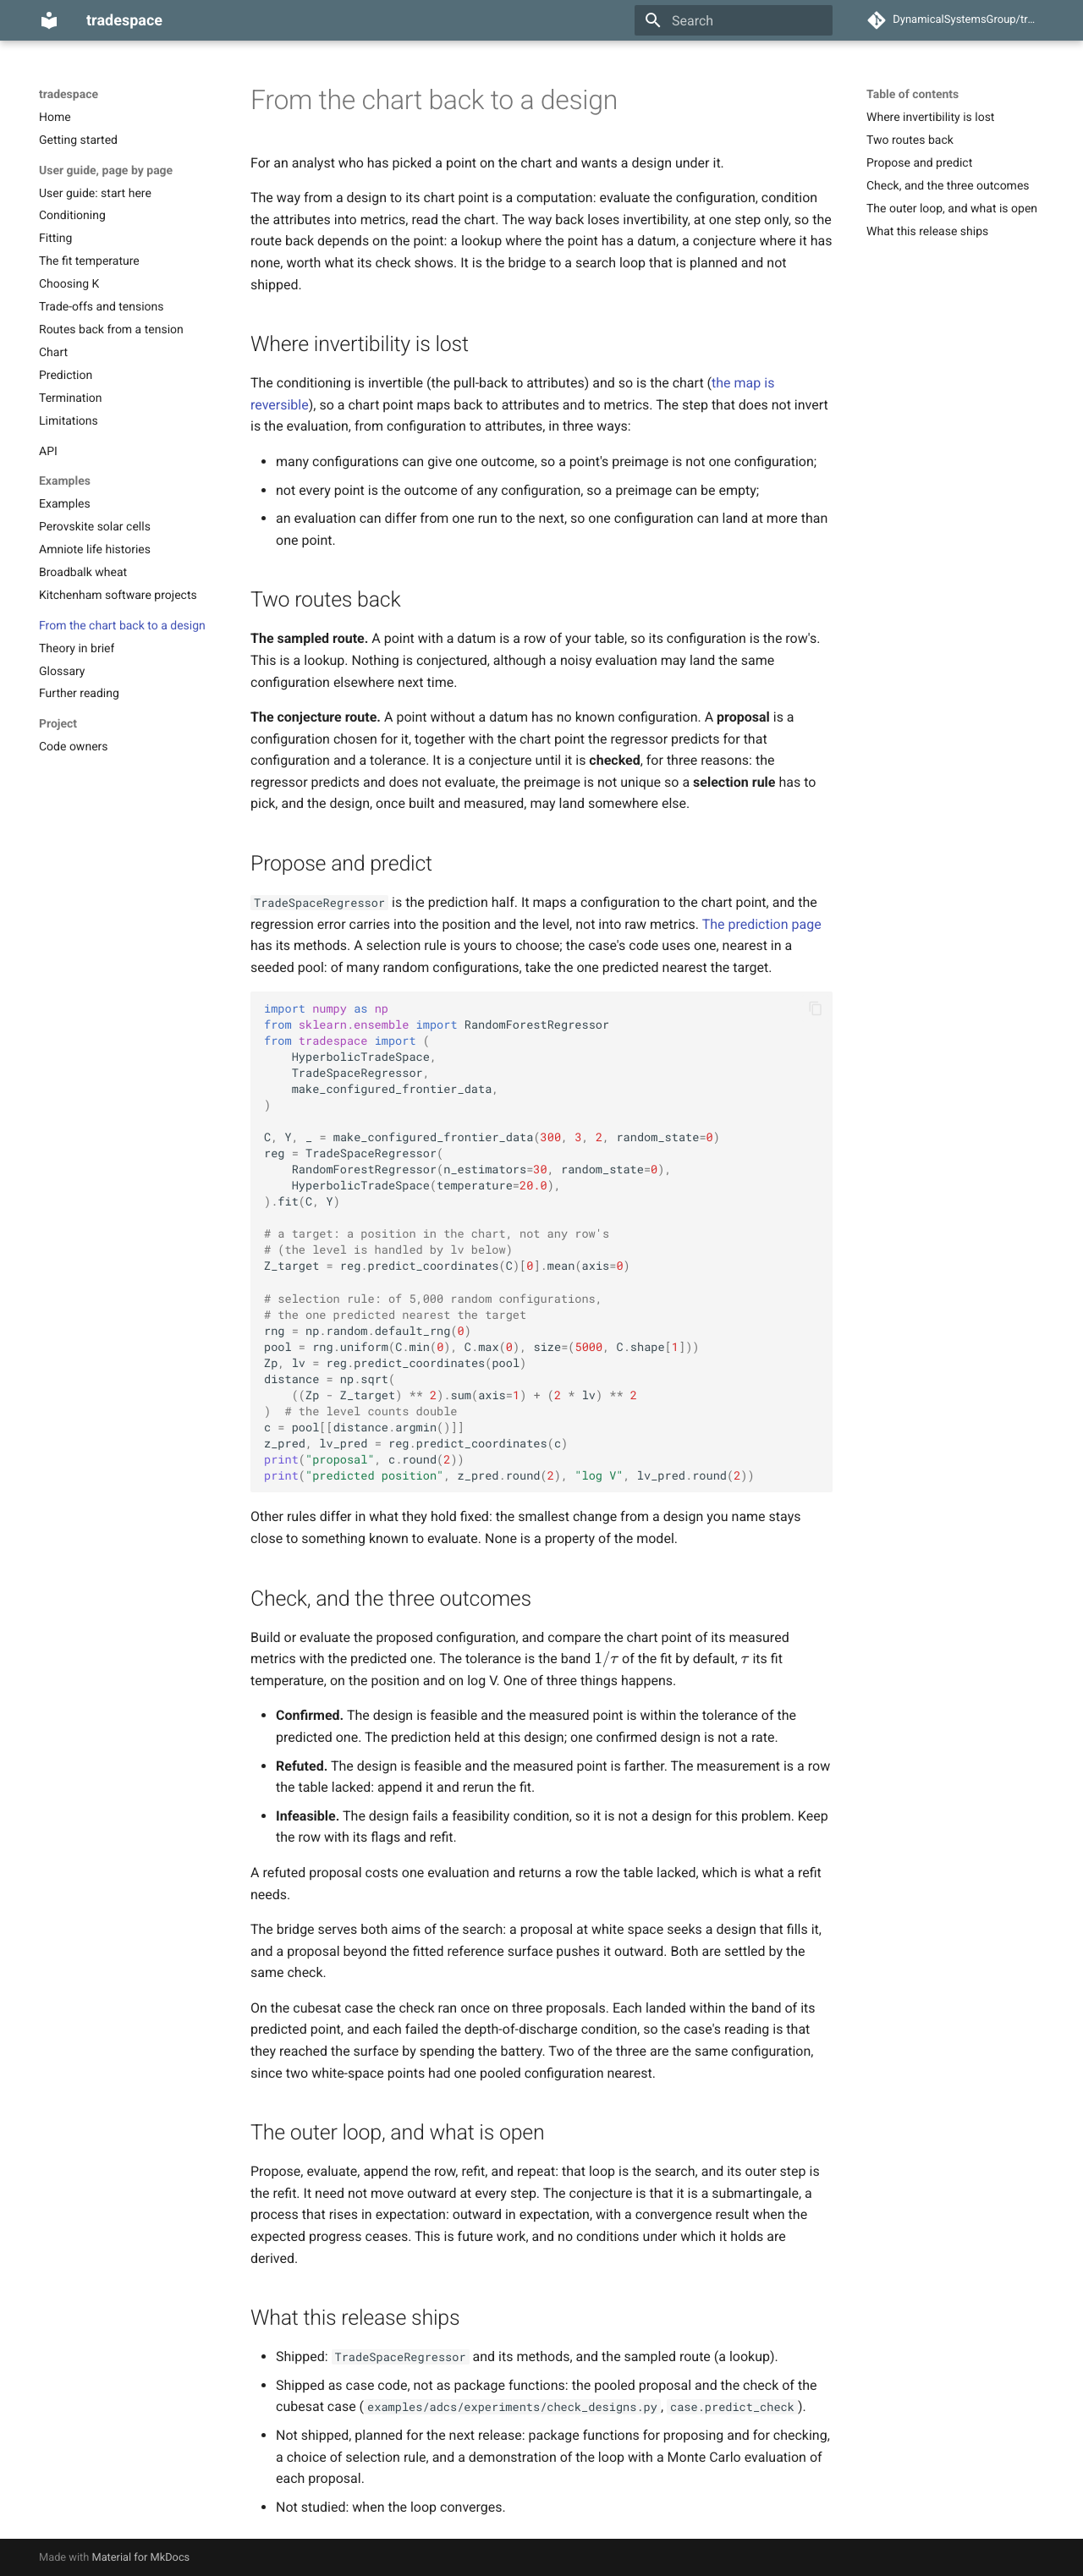 tradespace
Search
DynamicalSystemsGroup/tr...
tradespace
Home
Getting started
User guide, page by page
User guide: start here
Conditioning
Fitting
The fit temperature
Choosing K
Trade-offs and tensions
Routes back from a tension
Chart
Prediction
Termination
Limitations
API
Examples
Examples
Perovskite solar cells
Amniote life histories
Broadbalk wheat
Kitchenham software projects
From the chart back to a design
Theory in brief
Glossary
Further reading
Project
Code owners
From the chart back to a design
For an analyst who has picked a point on the chart and wants a design under it.
The way from a design to its chart point is a computation: evaluate the configuration, condition
the attributes into metrics, read the chart. The way back loses invertibility, at one step only, so the
route back depends on the point: a lookup where the point has a datum, a conjecture where it has
none, worth what its check shows. It is the bridge to a search loop that is planned and not
shipped.
Where invertibility is lost
The conditioning is invertible (the pull-back to attributes) and so is the chart (the map is
reversible), so a chart point maps back to attributes and to metrics. The step that does not invert
is the evaluation, from configuration to attributes, in three ways:
• many configurations can give one outcome, so a point's preimage is not one configuration;
• not every point is the outcome of any configuration, so a preimage can be empty;
• an evaluation can differ from one run to the next, so one configuration can land at more than
one point.
Two routes back
The sampled route. A point with a datum is a row of your table, so its configuration is the row's.
This is a lookup. Nothing is conjectured, although a noisy evaluation may land the same
configuration elsewhere next time.
The conjecture route. A point without a datum has no known configuration. A proposal is a
configuration chosen for it, together with the chart point the regressor predicts for that
configuration and a tolerance. It is a conjecture until it is checked, for three reasons: the
regressor predicts and does not evaluate, the preimage is not unique so a selection rule has to
pick, and the design, once built and measured, may land somewhere else.
Propose and predict
TradeSpaceRegressor is the prediction half. It maps a configuration to the chart point, and the
regression error carries into the position and the level, not into raw metrics. The prediction page
has its methods. A selection rule is yours to choose; the case's code uses one, nearest in a
seeded pool: of many random configurations, take the one predicted nearest the target.
import numpy as np
from sklearn.ensemble import RandomForestRegressor
from tradespace import (
    HyperbolicTradeSpace,
    TradeSpaceRegressor,
    make_configured_frontier_data,
)
C, Y, _ = make_configured_frontier_data(300, 3, 2, random_state=0)
reg = TradeSpaceRegressor(
    RandomForestRegressor(n_estimators=30, random_state=0),
    HyperbolicTradeSpace(temperature=20.0),
).fit(C, Y)
# a target: a position in the chart, not any row's
# (the level is handled by lv below)
Z_target = reg.predict_coordinates(C)[0].mean(axis=0)
# selection rule: of 5,000 random configurations,
# the one predicted nearest the target
rng = np.random.default_rng(0)
pool = rng.uniform(C.min(0), C.max(0), size=(5000, C.shape[1]))
Zp, lv = reg.predict_coordinates(pool)
distance = np.sqrt(
    ((Zp - Z_target) ** 2).sum(axis=1) + (2 * lv) ** 2
)  # the level counts double
c = pool[[distance.argmin()]]
z_pred, lv_pred = reg.predict_coordinates(c)
print("proposal", c.round(2))
print("predicted position", z_pred.round(2), "log V", lv_pred.round(2))
Other rules differ in what they hold fixed: the smallest change from a design you name stays
close to something known to evaluate. None is a property of the model.
Check, and the three outcomes
Build or evaluate the proposed configuration, and compare the chart point of its measured
metrics with the predicted one. The tolerance is the band 1/τ of the fit by default, τ its fit
temperature, on the position and on log V. One of three things happens.
• Confirmed. The design is feasible and the measured point is within the tolerance of the
predicted one. The prediction held at this design; one confirmed design is not a rate.
• Refuted. The design is feasible and the measured point is farther. The measurement is a row
the table lacked: append it and rerun the fit.
• Infeasible. The design fails a feasibility condition, so it is not a design for this problem. Keep
the row with its flags and refit.
A refuted proposal costs one evaluation and returns a row the table lacked, which is what a refit
needs.
The bridge serves both aims of the search: a proposal at white space seeks a design that fills it,
and a proposal beyond the fitted reference surface pushes it outward. Both are settled by the
same check.
On the cubesat case the check ran once on three proposals. Each landed within the band of its
predicted point, and each failed the depth-of-discharge condition, so the case's reading is that
they reached the surface by spending the battery. Two of the three are the same configuration,
since two white-space points had one pooled configuration nearest.
The outer loop, and what is open
Propose, evaluate, append the row, refit, and repeat: that loop is the search, and its outer step is
the refit. It need not move outward at every step. The conjecture is that it is a submartingale, a
process that rises in expectation: outward in expectation, with a convergence result when the
expected progress ceases. This is future work, and no conditions under which it holds are
derived.
What this release ships
• Shipped: TradeSpaceRegressor and its methods, and the sampled route (a lookup).
• Shipped as case code, not as package functions: the pooled proposal and the check of the
cubesat case ( examples/adcs/experiments/check_designs.py , case.predict_check ).
• Not shipped, planned for the next release: package functions for proposing and for checking,
a choice of selection rule, and a demonstration of the loop with a Monte Carlo evaluation of
each proposal.
• Not studied: when the loop converges.
Table of contents
Where invertibility is lost
Two routes back
Propose and predict
Check, and the three outcomes
The outer loop, and what is open
What this release ships
Made with Material for MkDocs